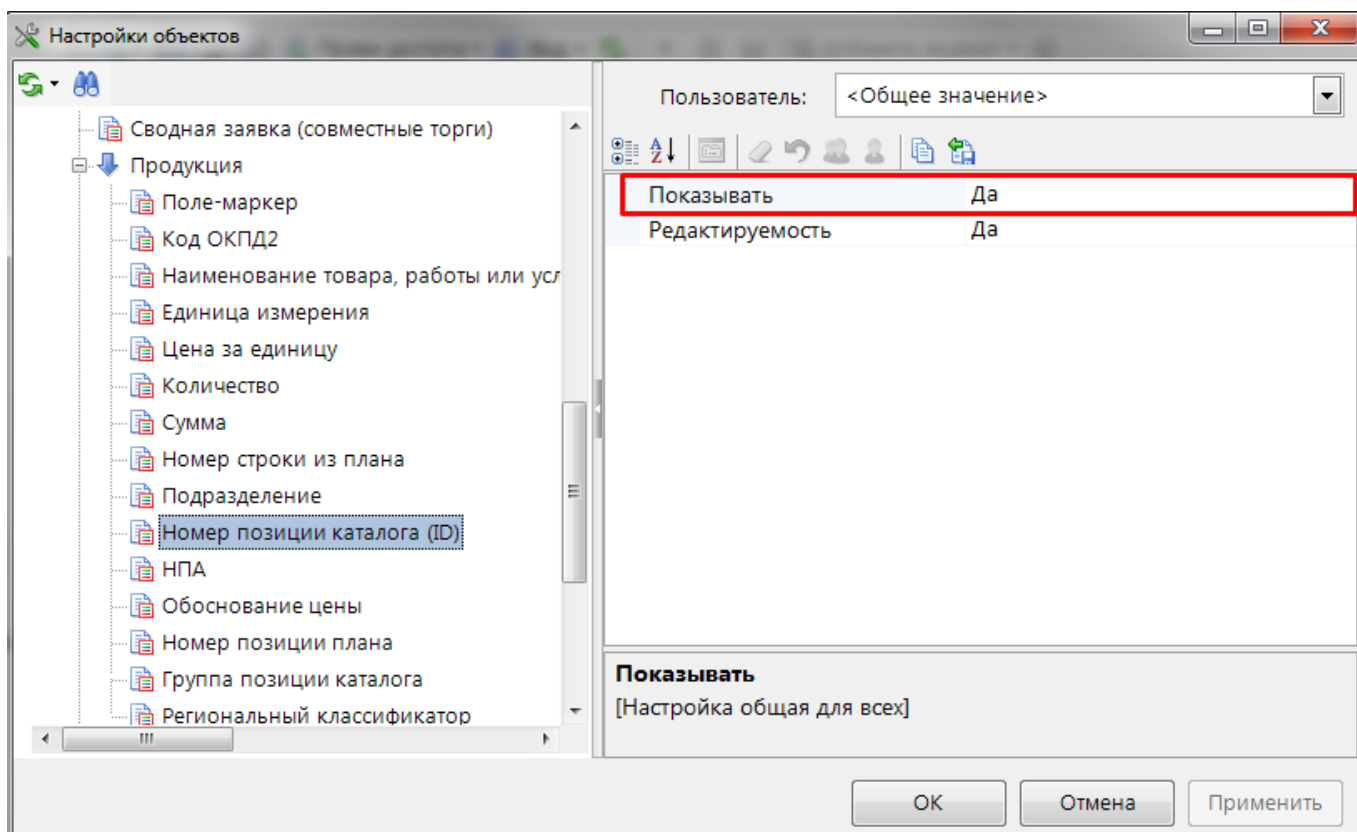 Настройки объектов
Сводная заявка (совместные торги)
Продукция
Поле-маркер
Код ОКПД2
Наименование товара, работы или усл
Единица измерения
Цена за единицу
Количество
Сумма
Номер строки из плана
Подразделение
Номер позиции каталога (ID)
НПА
Обоснование цены
Номер позиции плана
Группа позиции каталога
Региональный классификатор
Пользователь: <Общее значение>
Показывать Да
Редактируемость Да
Показывать
[Настройка общая для всех]
ОК Отмена Применить